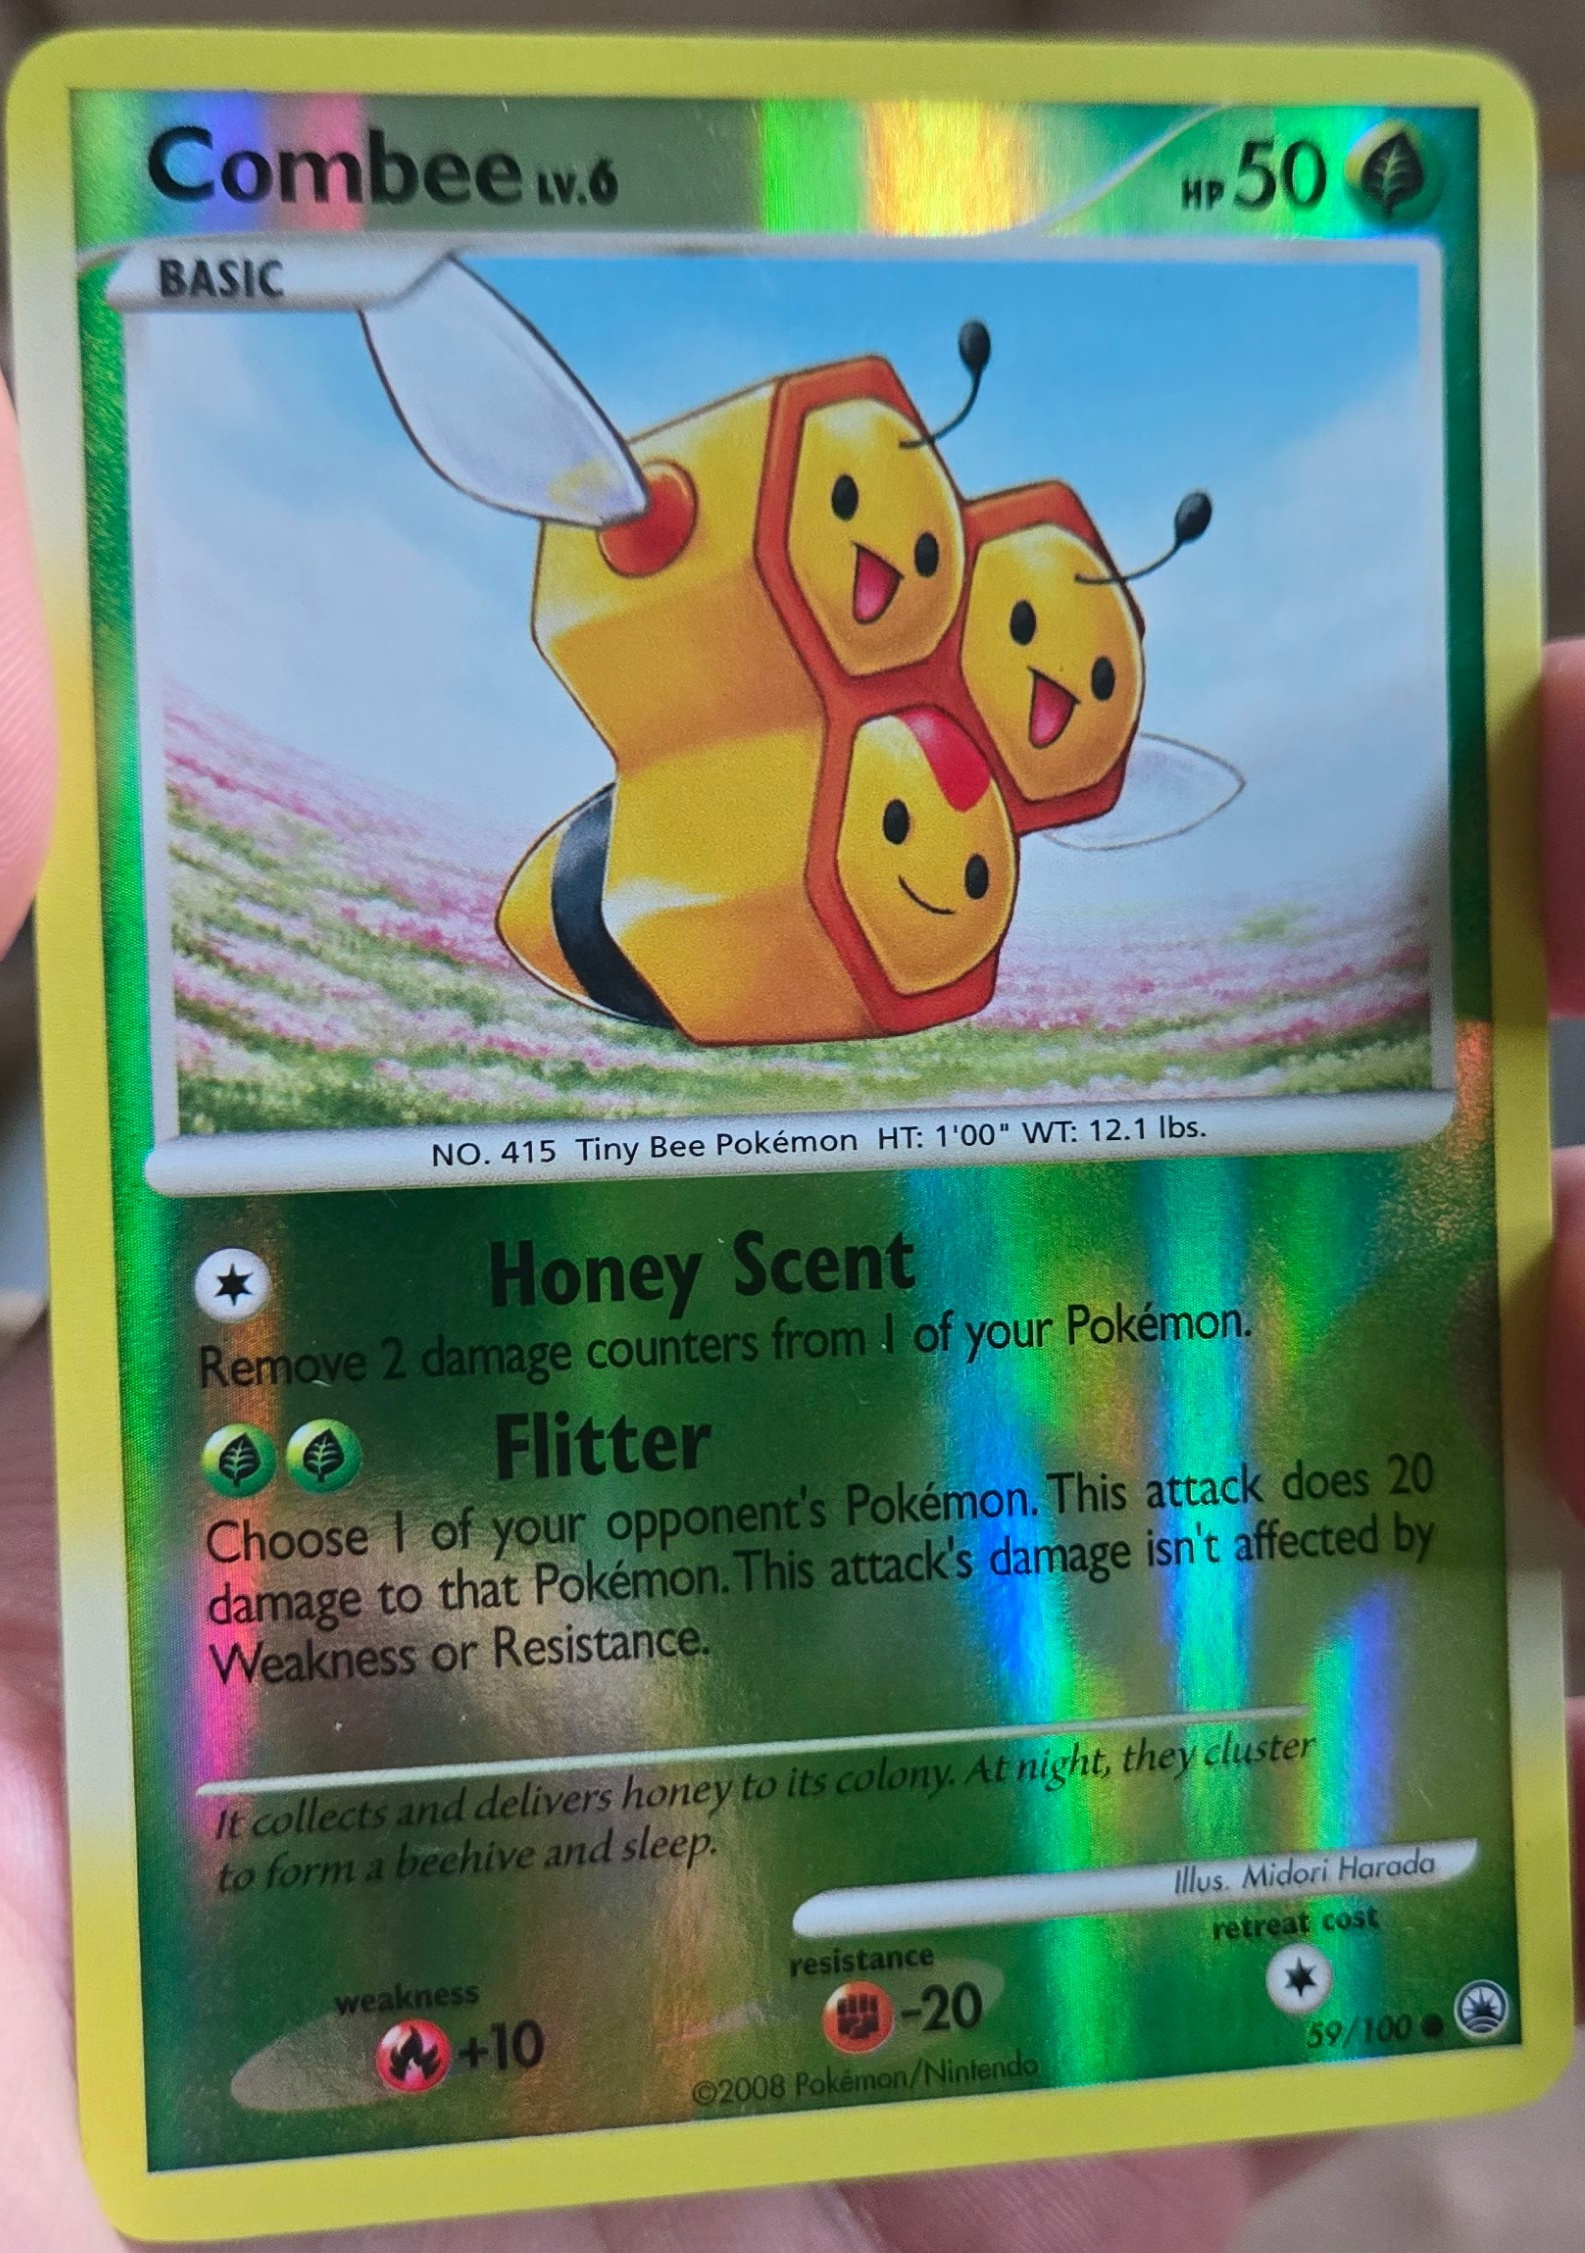 Combee LV.6
HP 50
BASIC
NO. 415 Tiny Bee Pokémon HT: 1'00" WT: 12.1 lbs.
Honey Scent
Remove 2 damage counters from 1 of your Pokémon.
Flitter
Choose 1 of your opponent's Pokémon. This attack does 20
damage to that Pokémon. This attack's damage isn't affected by
Weakness or Resistance.
It collects and delivers honey to its colony. At night, they cluster
to form a beehive and sleep.
Illus. Midori Harada
weakness
+10
resistance
-20
retreat cost
59/100
©2008 Pokémon/Nintendo